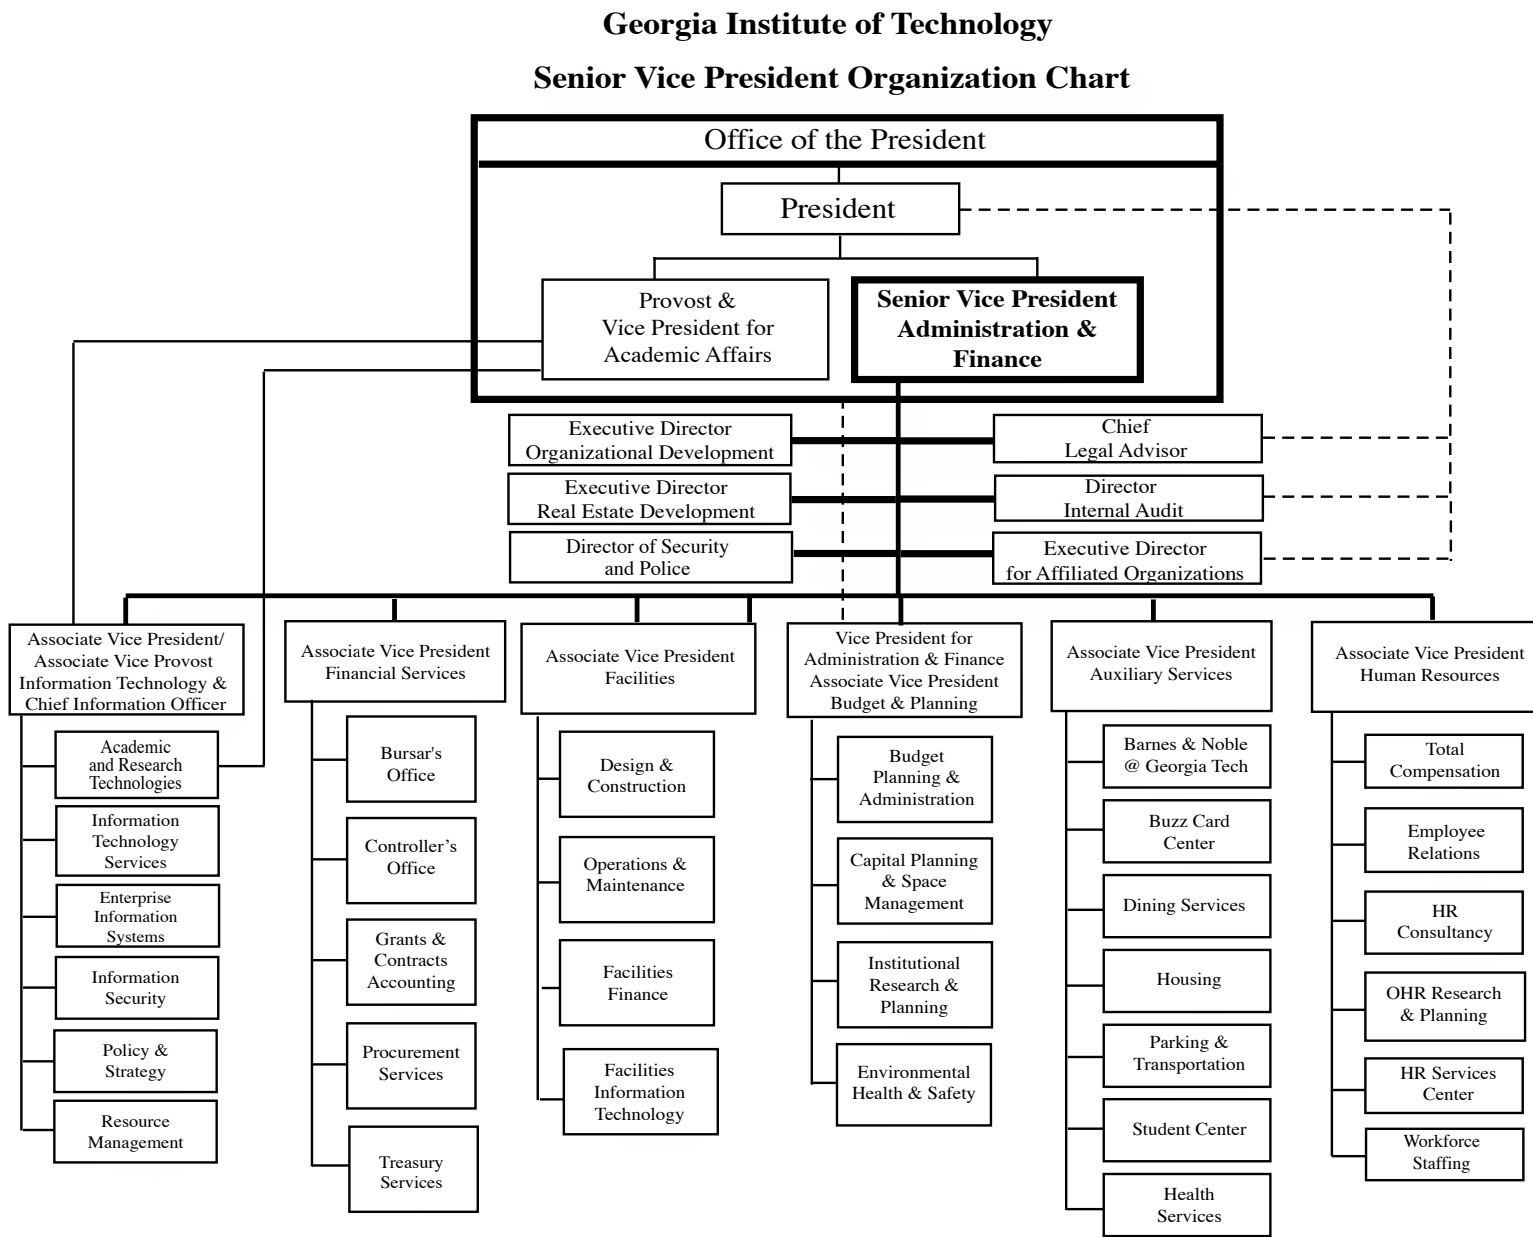 Georgia Institute of Technology
Senior Vice President Organization Chart
Office of the President
President
Provost &
Vice President for
Academic Affairs
Senior Vice President
Administration &
Finance
Executive Director
Organizational Development
Chief
Legal Advisor
Executive Director
Real Estate Development
Director
Internal Audit
Director of Security
and Police
Executive Director
for Affiliated Organizations
Associate Vice President/
Associate Vice Provost
Information Technology &
Chief Information Officer
Academic
and Research
Technologies
Information
Technology
Services
Enterprise
Information
Systems
Information
Security
Policy &
Strategy
Resource
Management
Associate Vice President
Financial Services
Bursar's
Office
Controller’s
Office
Grants &
Contracts
Accounting
Procurement
Services
Treasury
Services
Associate Vice President
Facilities
Design &
Construction
Operations &
Maintenance
Facilities
Finance
Facilities
Information
Technology
Vice President for
Administration & Finance
Associate Vice President
Budget & Planning
Budget
Planning &
Administration
Capital Planning
& Space
Management
Institutional
Research &
Planning
Environmental
Health & Safety
Associate Vice President
Auxiliary Services
Barnes & Noble
@ Georgia Tech
Buzz Card
Center
Dining Services
Housing
Parking &
Transportation
Student Center
Health
Services
Associate Vice President
Human Resources
Total
Compensation
Employee
Relations
HR
Consultancy
OHR Research
& Planning
HR Services
Center
Workforce
Staffing